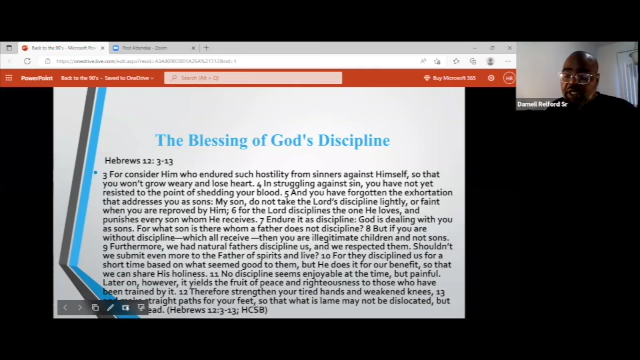 Back to the 90's - Microsoft Pow
Post Attendee - Zoom
PowerPoint
Back to the 90's - Saved to OneDrive
Search (Alt + Q)
Buy Microsoft 365
HR
Darnell Relford Sr
The Blessing of God's Discipline
Hebrews 12: 3-13
• 3 For consider Him who endured such hostility from sinners against Himself, so that
you won't grow weary and lose heart. 4 In struggling against sin, you have not yet
resisted to the point of shedding your blood. 5 And you have forgotten the exhortation
that addresses you as sons: My son, do not take the Lord's discipline lightly, or faint
when you are reproved by Him; 6 for the Lord disciplines the one He loves, and
punishes every son whom He receives. 7 Endure it as discipline: God is dealing with you
as sons. For what son is there whom a father does not discipline? 8 But if you are
without discipline—which all receive—then you are illegitimate children and not sons.
9 Furthermore, we had natural fathers discipline us, and we respected them. Shouldn't
we submit even more to the Father of spirits and live? 10 For they disciplined us for a
short time based on what seemed good to them, but He does it for our benefit, so that
we can share His holiness. 11 No discipline seems enjoyable at the time, but painful.
Later on, however, it yields the fruit of peace and righteousness to those who have
been trained by it. 12 Therefore strengthen your tired hands and weakened knees, 13
straight paths for your feet, so that what is lame may not be dislocated, but
(Hebrews 12:3-13; HCSB)